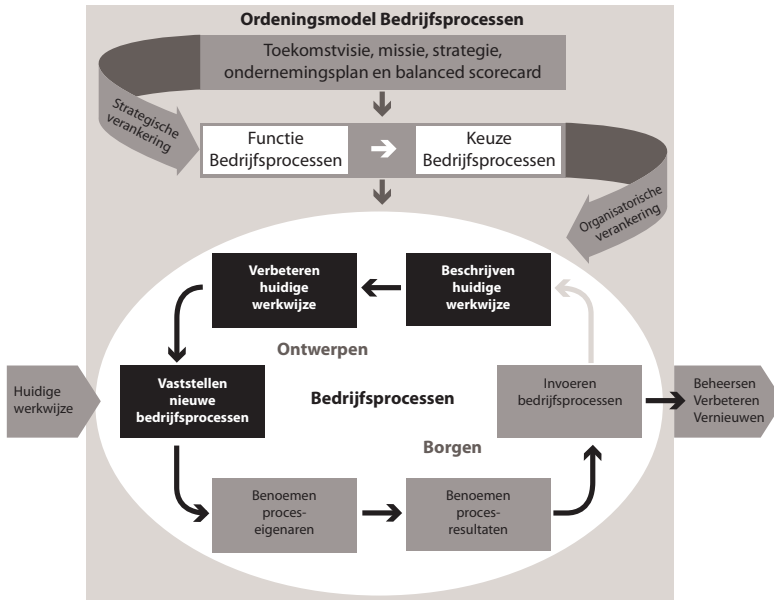 Ordeningsmodel Bedrijfsprocessen
Toekomstvisie, missie, strategie,
ondernemingsplan en balanced scorecard
Strategische
verankering
Functie
Bedrijfsprocessen
Keuze
Bedrijfsprocessen
Organisatorische
verankering
Verbeteren
huidige
werkwijze
Beschrijven
huidige
werkwijze
Ontwerpen
Huidige
werkwijze
Vaststellen
nieuwe
bedrijfsprocessen
Bedrijfsprocessen
Invoeren
bedrijfsprocessen
Beheersen
Verbeteren
Vernieuwen
Borgen
Benoemen
proces-
eigenaren
Benoemen
proces-
resultaten